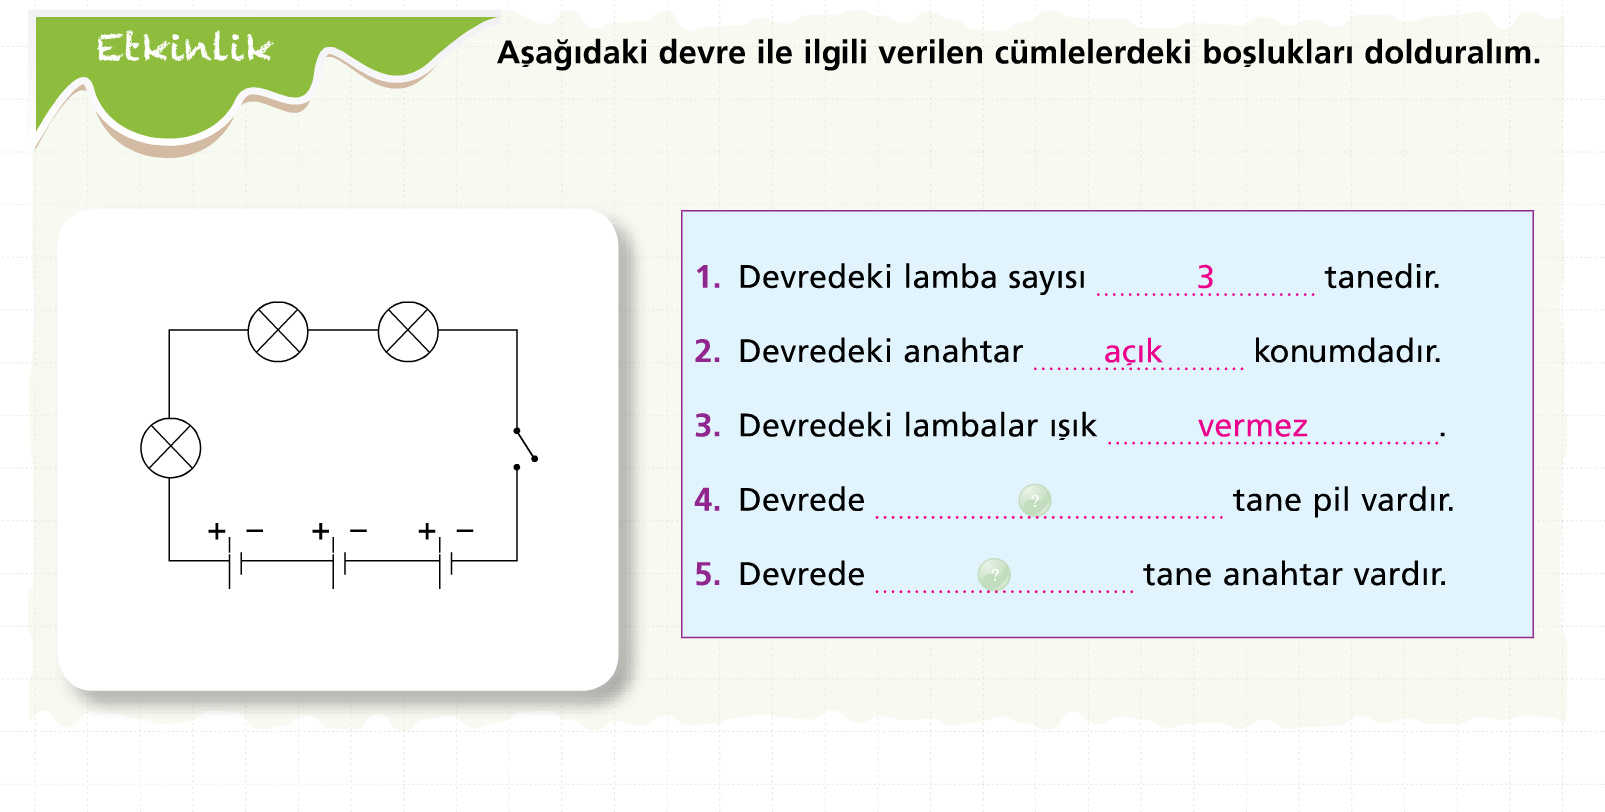 Etkinlik
Aşağıdaki devre ile ilgili verilen cümlelerdeki boşlukları dolduralım.
1. Devredeki lamba sayısı 3 tanedir.
2. Devredeki anahtar açık konumdadır.
3. Devredeki lambalar ışık vermez.
4. Devrede ? tane pil vardır.
5. Devrede ? tane anahtar vardır.
+ − + − + −